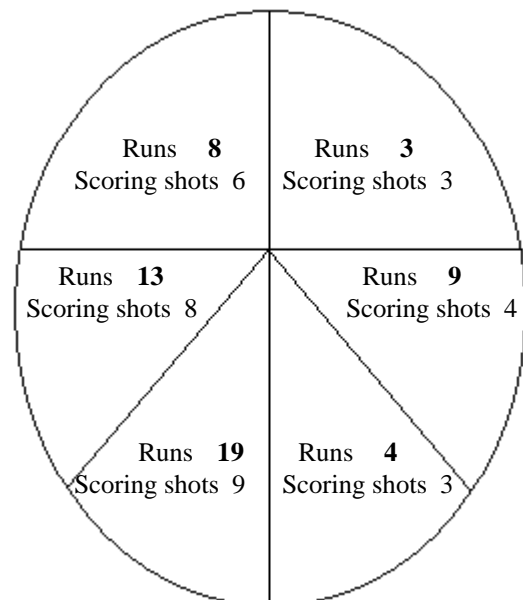 Runs 8
Scoring shots 6
Runs 3
Scoring shots 3
Runs 13
Scoring shots 8
Runs 9
Scoring shots 4
Runs 19
Scoring shots 9
Runs 4
Scoring shots 3